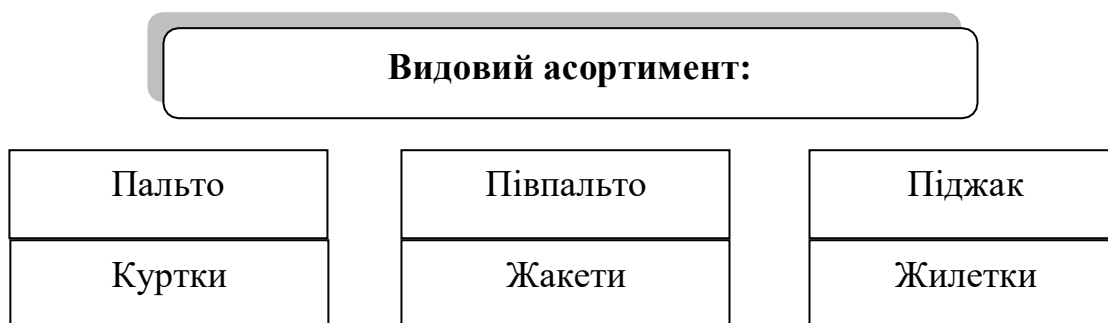 Видовий асортимент:
Пальто Півпальто Піджак
Куртки Жакети Жилетки